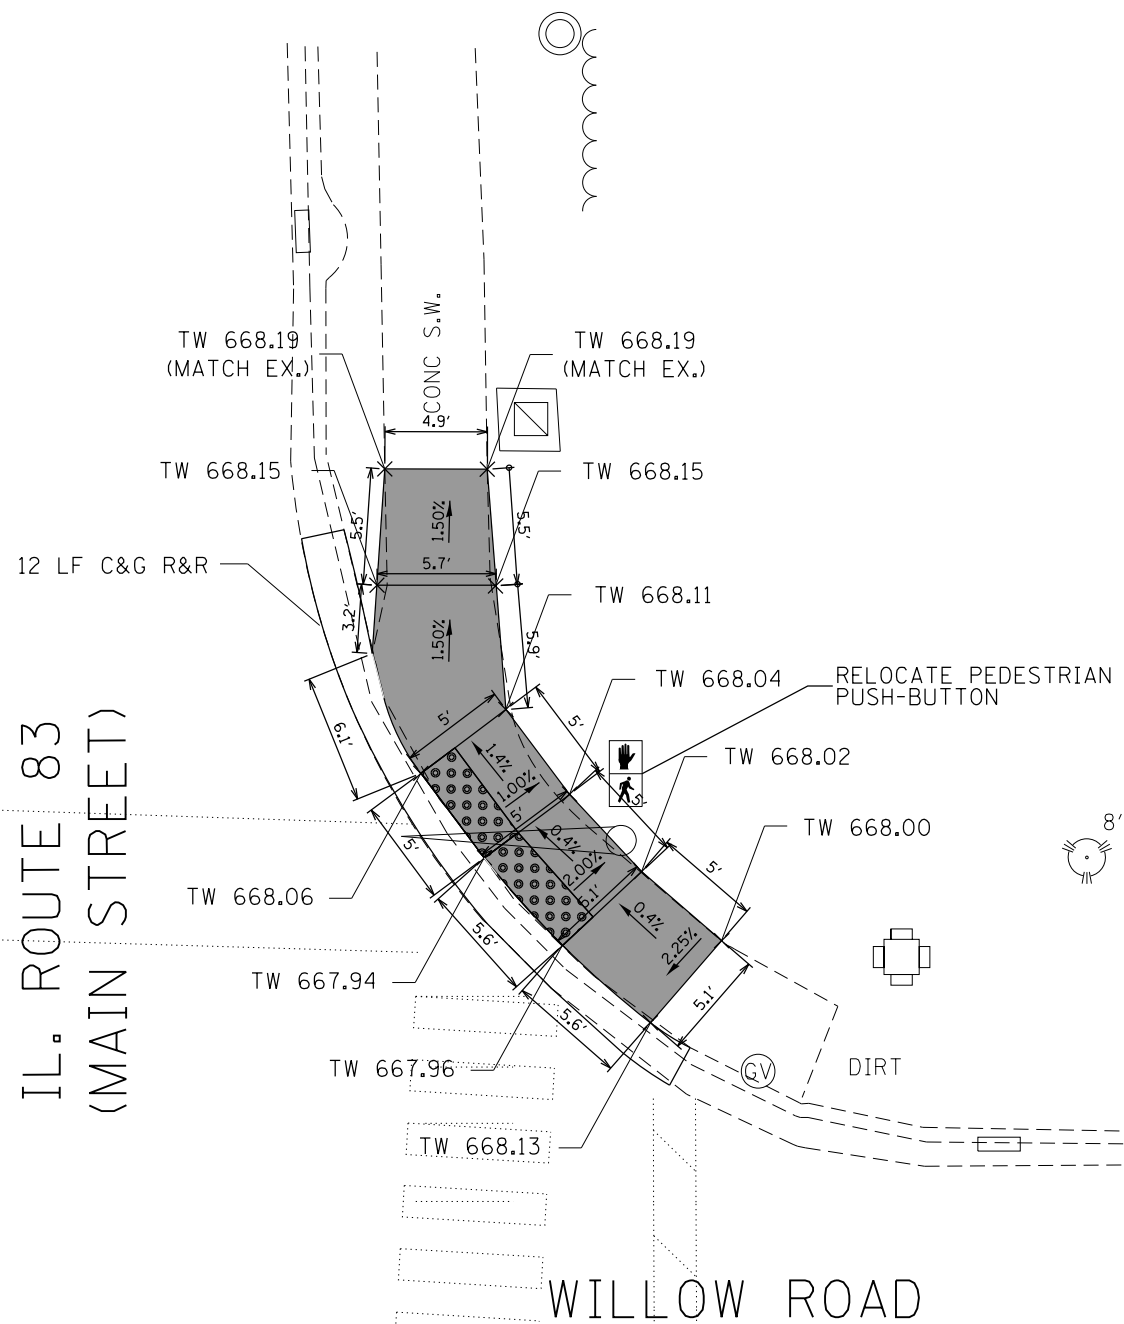 CONC S.W.
TW 668.19
(MATCH EX.)
TW 668.19
(MATCH EX.)
4.9'
TW 668.15
TW 668.15
5.5'
1.50%
5.5'
12 LF C&G R&R
5.7'
TW 668.11
3.2'
1.50%
5.9'
TW 668.04
RELOCATE PEDESTRIAN
PUSH-BUTTON
IL. ROUTE 83
(MAIN STREET)
6.1'
5'
5'
1.4%
1.00%
TW 668.02
5'
5'
0.4%
2.00%
TW 668.00
8'
5'
5'
TW 668.06
6.1'
0.4%
2.25%
5.6'
TW 667.94
5.1'
5.6'
TW 667.96
GV
DIRT
TW 668.13
WILLOW ROAD